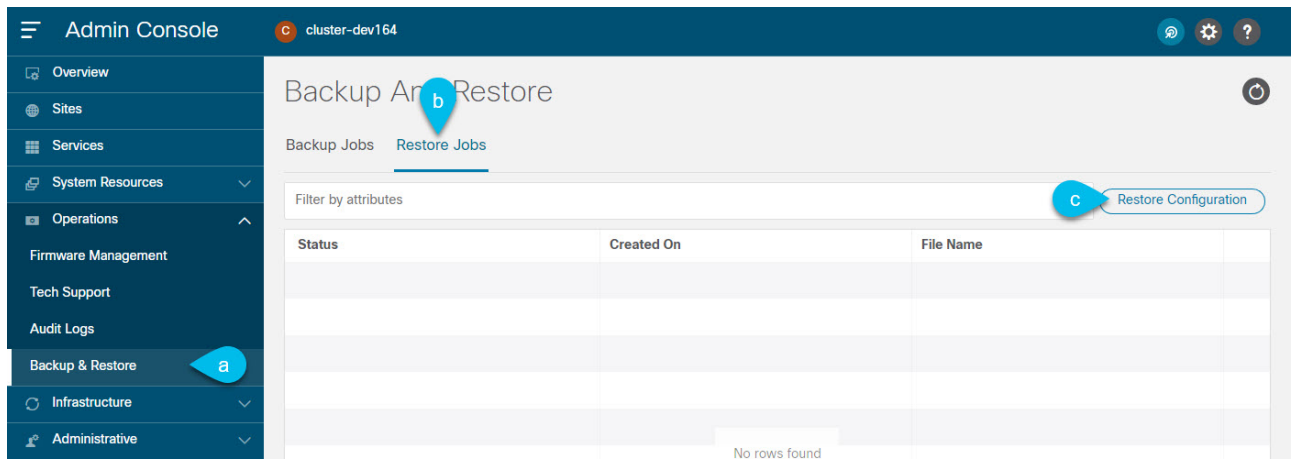 Admin Console
C cluster-dev164
?
Overview
Sites
Services
System Resources
Operations
Firmware Management
Tech Support
Audit Logs
Backup & Restore
a
Infrastructure
Administrative
Backup And Restore
b
Backup Jobs Restore Jobs
Filter by attributes
c
Restore Configuration
Status Created On File Name
No rows found